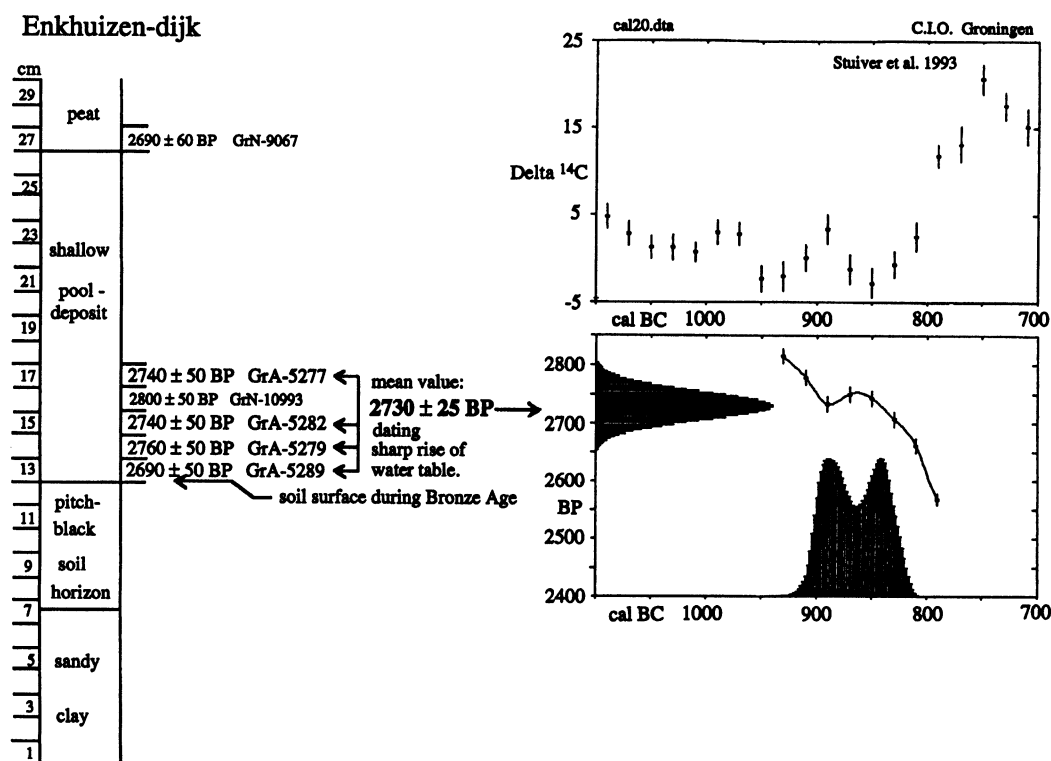 Enkhuizen-dijk
cm
29
27
25
23
21
19
17
15
13
11
9
7
5
3
1
peat
shallow
pool -
deposit
pitch-
black
soil
horizon
sandy
clay
2690 ± 60 BP GrN-9067
2740 ± 50 BP GrA-5277
2800 ± 50 BP GrN-10993
2740 ± 50 BP GrA-5282
2760 ± 50 BP GrA-5279
2690 ± 50 BP GrA-5289
mean value:
2730 ± 25 BP
dating
sharp rise of
water table.
soil surface during Bronze Age
cal20.dta C.I.O. Groningen
Stuiver et al. 1993
25
15
Delta ¹⁴C
5
-5
cal BC 1000 900 800 700
2800
2700
2600
BP
2500
2400
cal BC 1000 900 800 700